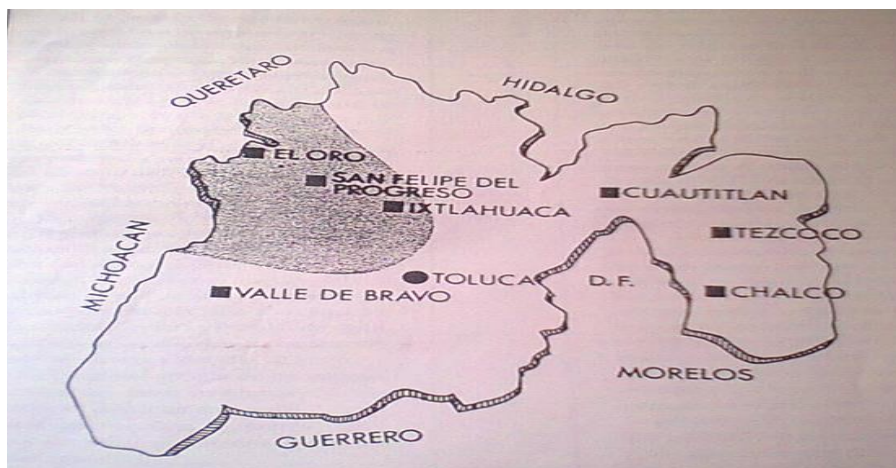 QUERETARO
HIDALGO
EL ORO
SAN FELIPE DEL
PROGRESO
IXTLAHUACA
CUAUTITLAN
TEZCOCO
MICHOACAN
TOLUCA
D. F.
VALLE DE BRAVO
CHALCO
MORELOS
GUERRERO